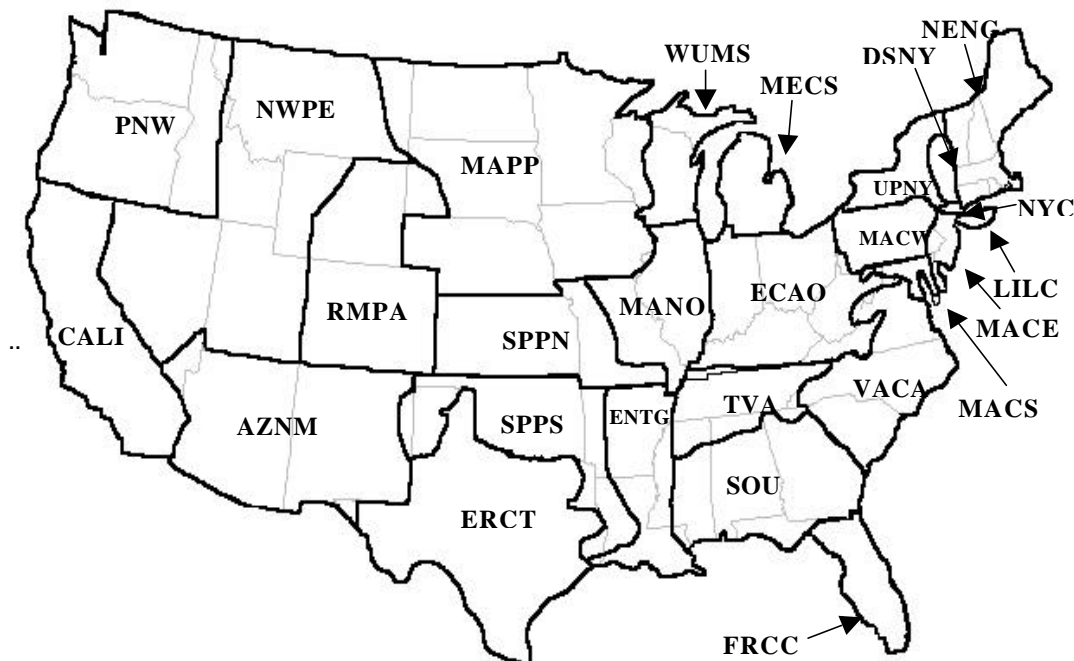 NENG
WUMS
DSNY
MECS
PNW
NWPE
MAPP
UPNY
NYC
MACW
LILC
RMPA
MANO
ECAO
MACE
CALI
SPPN
..
VACA
MACS
TVA
AZNM
SPPS
ENTG
SOU
ERCT
FRCC